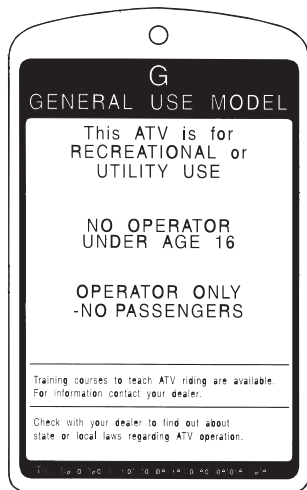 G
GENERAL USE MODEL
This ATV is for
RECREATIONAL or
UTILITY USE
NO OPERATOR
UNDER AGE 16
OPERATOR ONLY
-NO PASSENGERS
Training courses to teach ATV riding are available.
For information contact your dealer.
Check with your dealer to find out about
state or local laws regarding ATV operation.